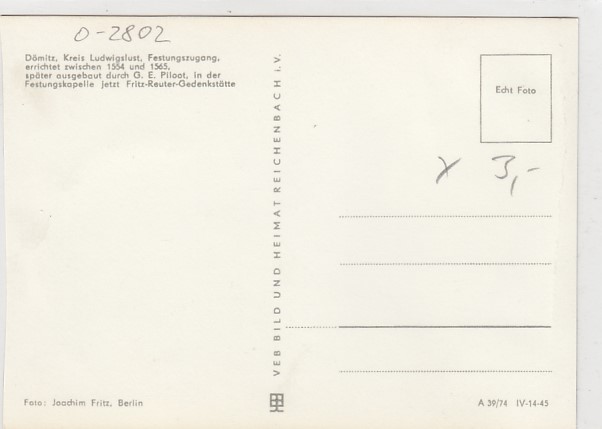 O-2802
Dömitz, Kreis Ludwigslust, Festungszugang,
errichtet zwischen 1554 und 1565,
später ausgebaut durch G. E. Piloot, in der
Festungskapelle jetzt Fritz-Reuter-Gedenkstätte
VEB BILD UND HEIMAT REICHENBACH i.V.
Echt Foto
x 3,-
Foto: Joachim Fritz, Berlin
A 39/74 IV-14-45